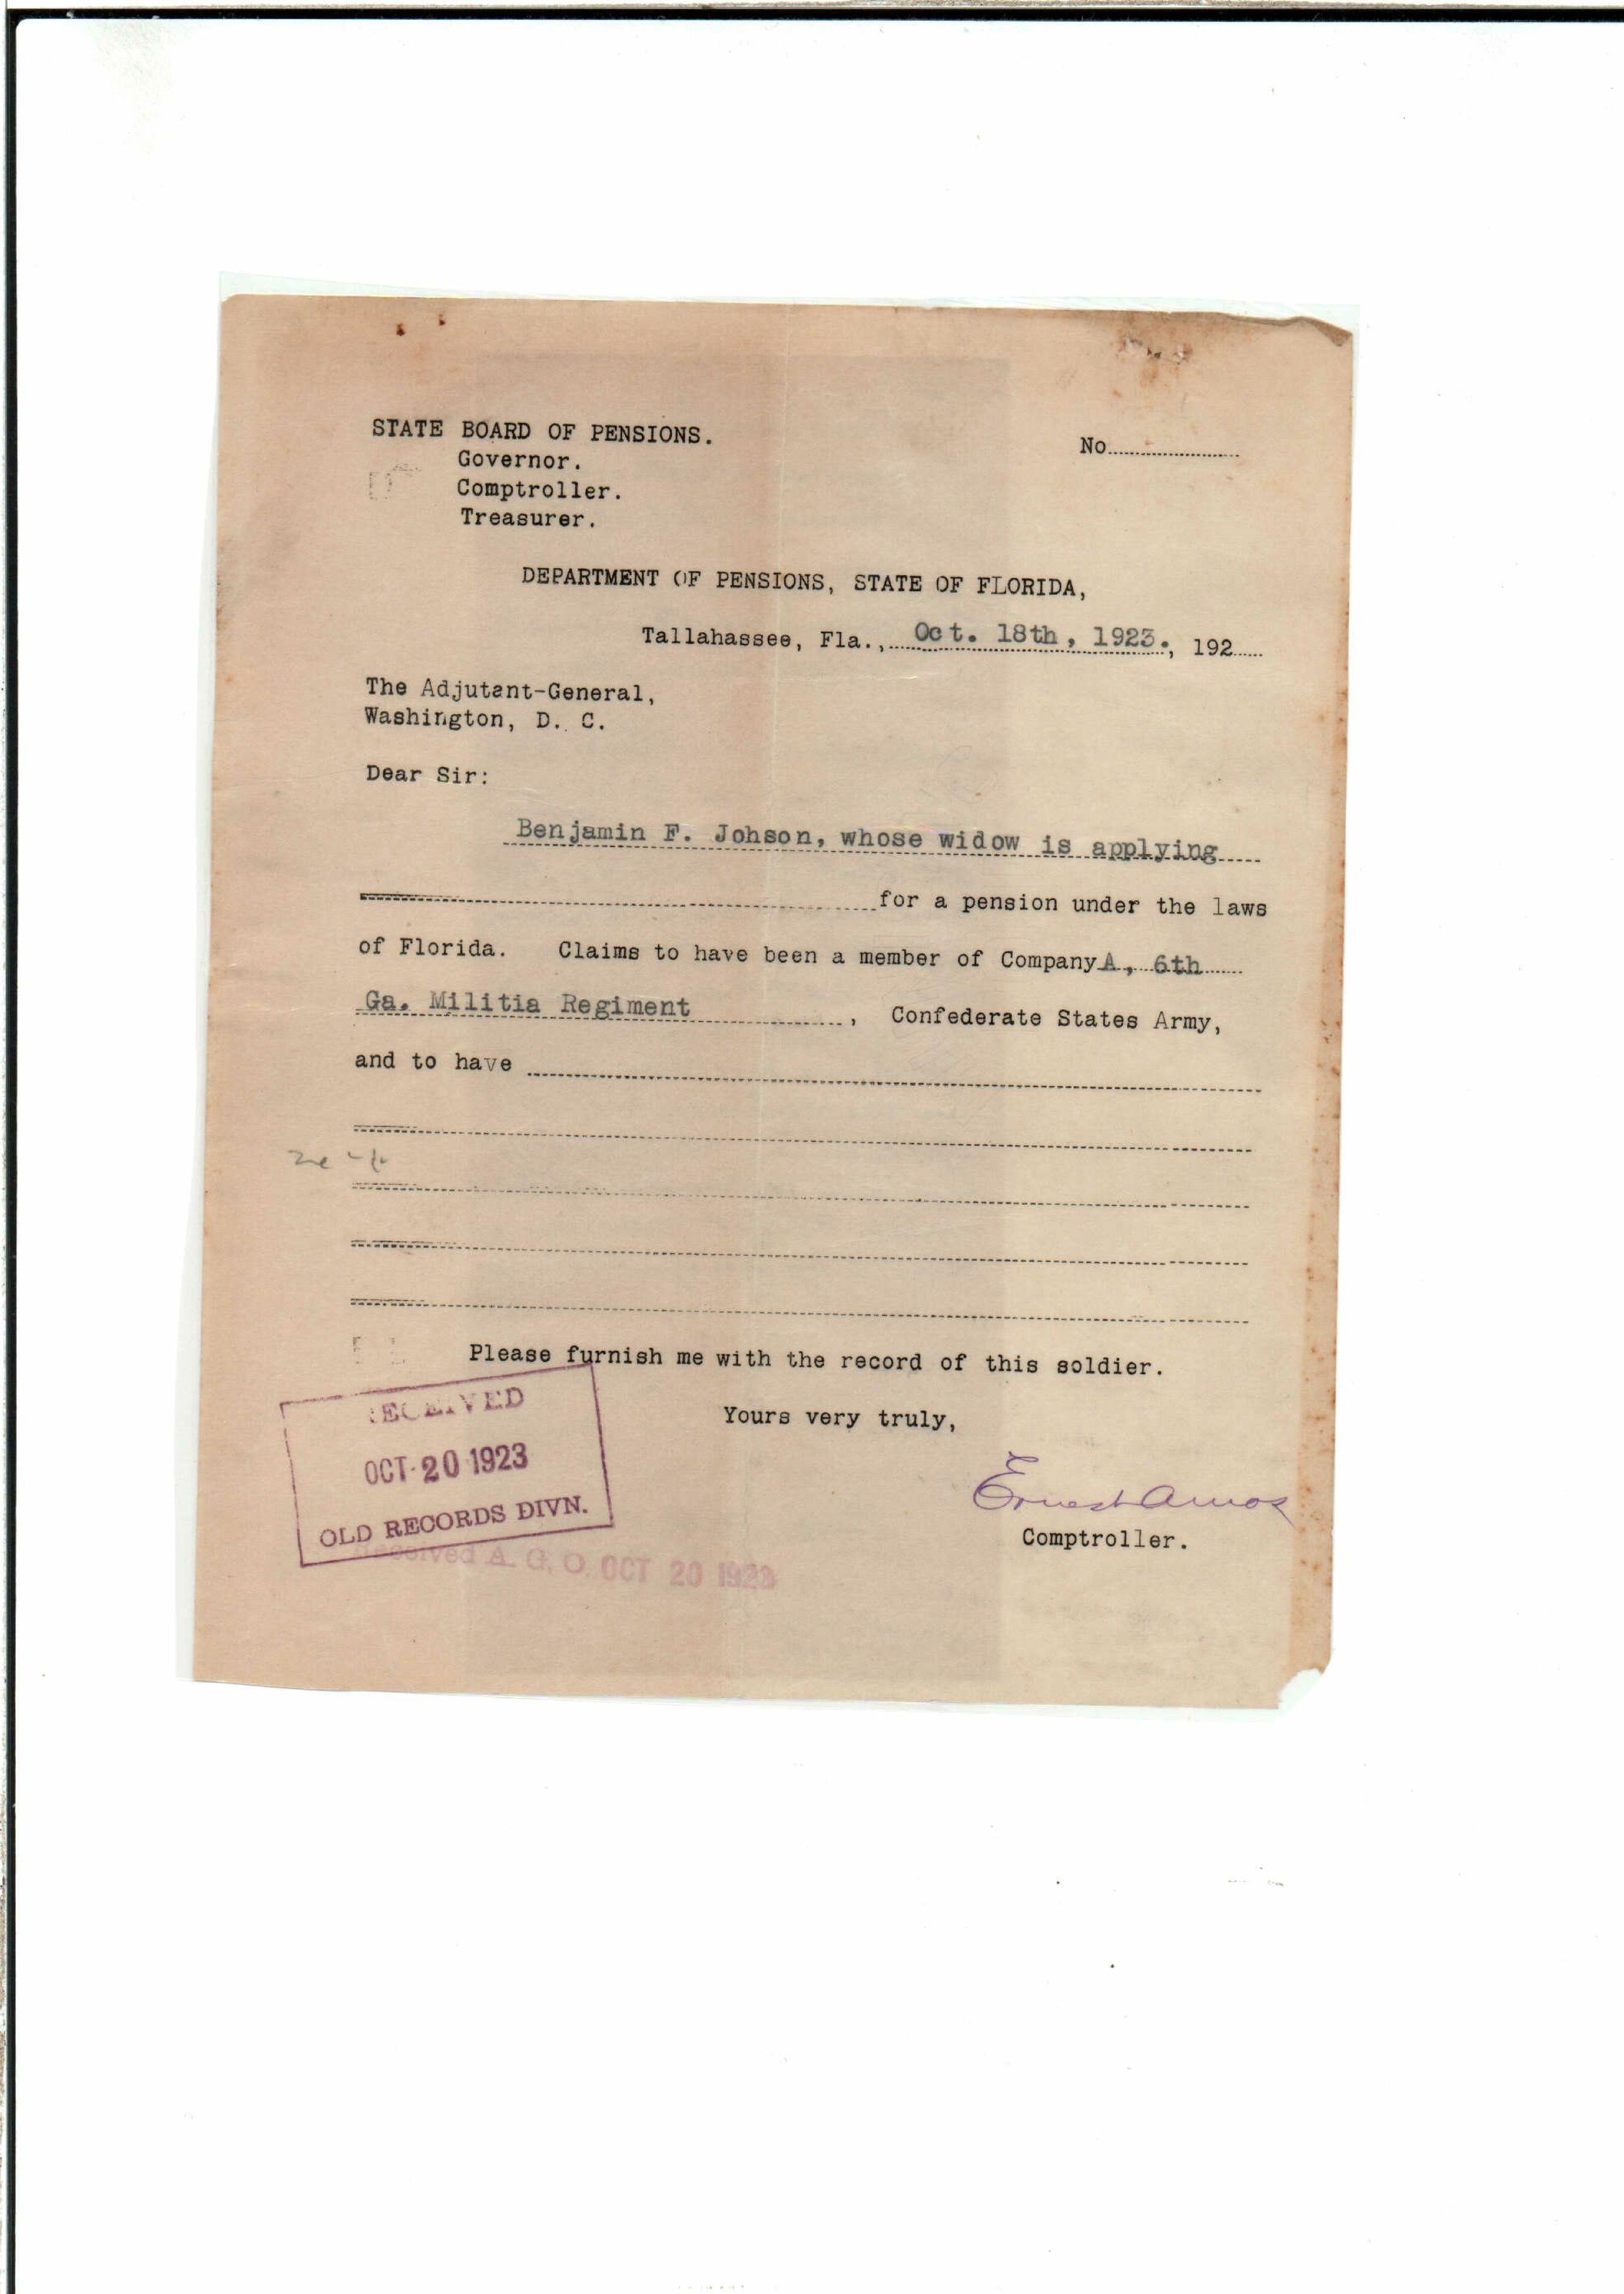 STATE BOARD OF PENSIONS.
No
Governor.
Comptroller.
Treasurer.
DEPARTMENT OF PENSIONS, STATE OF FLORIDA,
Tallahassee, Fla., Oct. 18th, 1923., 192
The Adjutant-General,
Washington, D. C.
Dear Sir:
Benjamin F. Johson, whose widow is applying
for a pension under the laws
of Florida. Claims to have been a member of Company A, 6th
Ga. Militia Regiment, Confederate States Army,
and to have
Please furnish me with the record of this soldier.
Yours very truly,
Ernest Amos
Comptroller.
RECEIVED
OCT 20 1923
OLD RECORDS DIVN.
Received A. G. O. OCT 20 1923